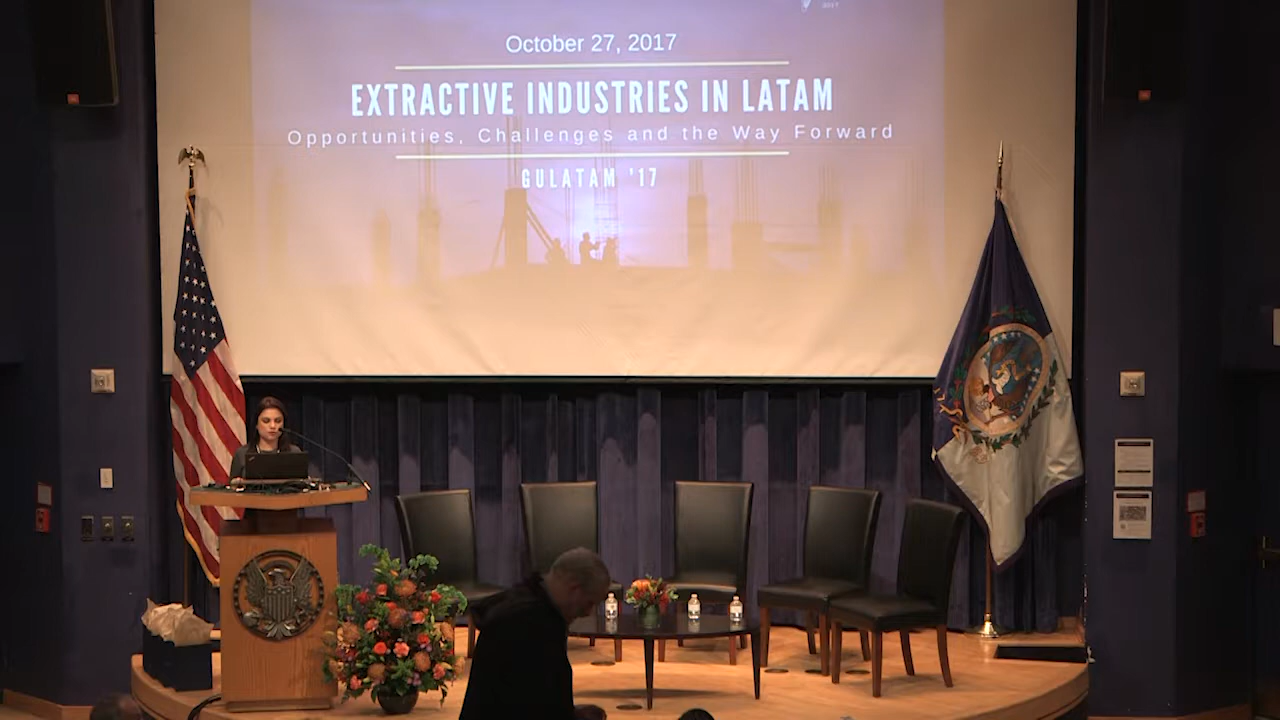 October 27, 2017
EXTRACTIVE INDUSTRIES IN LATAM
Opportunities, Challenges and the Way Forward
GULATAM '17